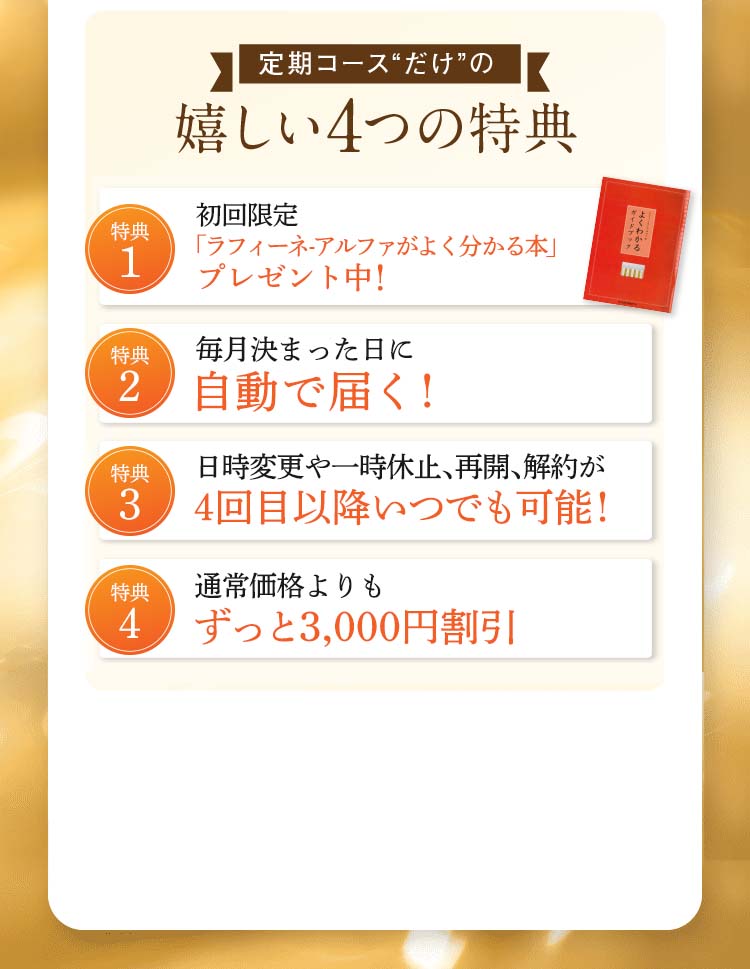 定期コース“だけ”の
嬉しい4つの特典
特典
1
初回限定
「ラフィーネ-アルファがよく分かる本」
プレゼント中!
よくわかる
ガイドブック
特典
2
毎月決まった日に
自動で届く!
特典
3
日時変更や一時休止、再開、解約が
4回目以降いつでも可能!
特典
4
通常価格よりも
ずっと3,000円割引